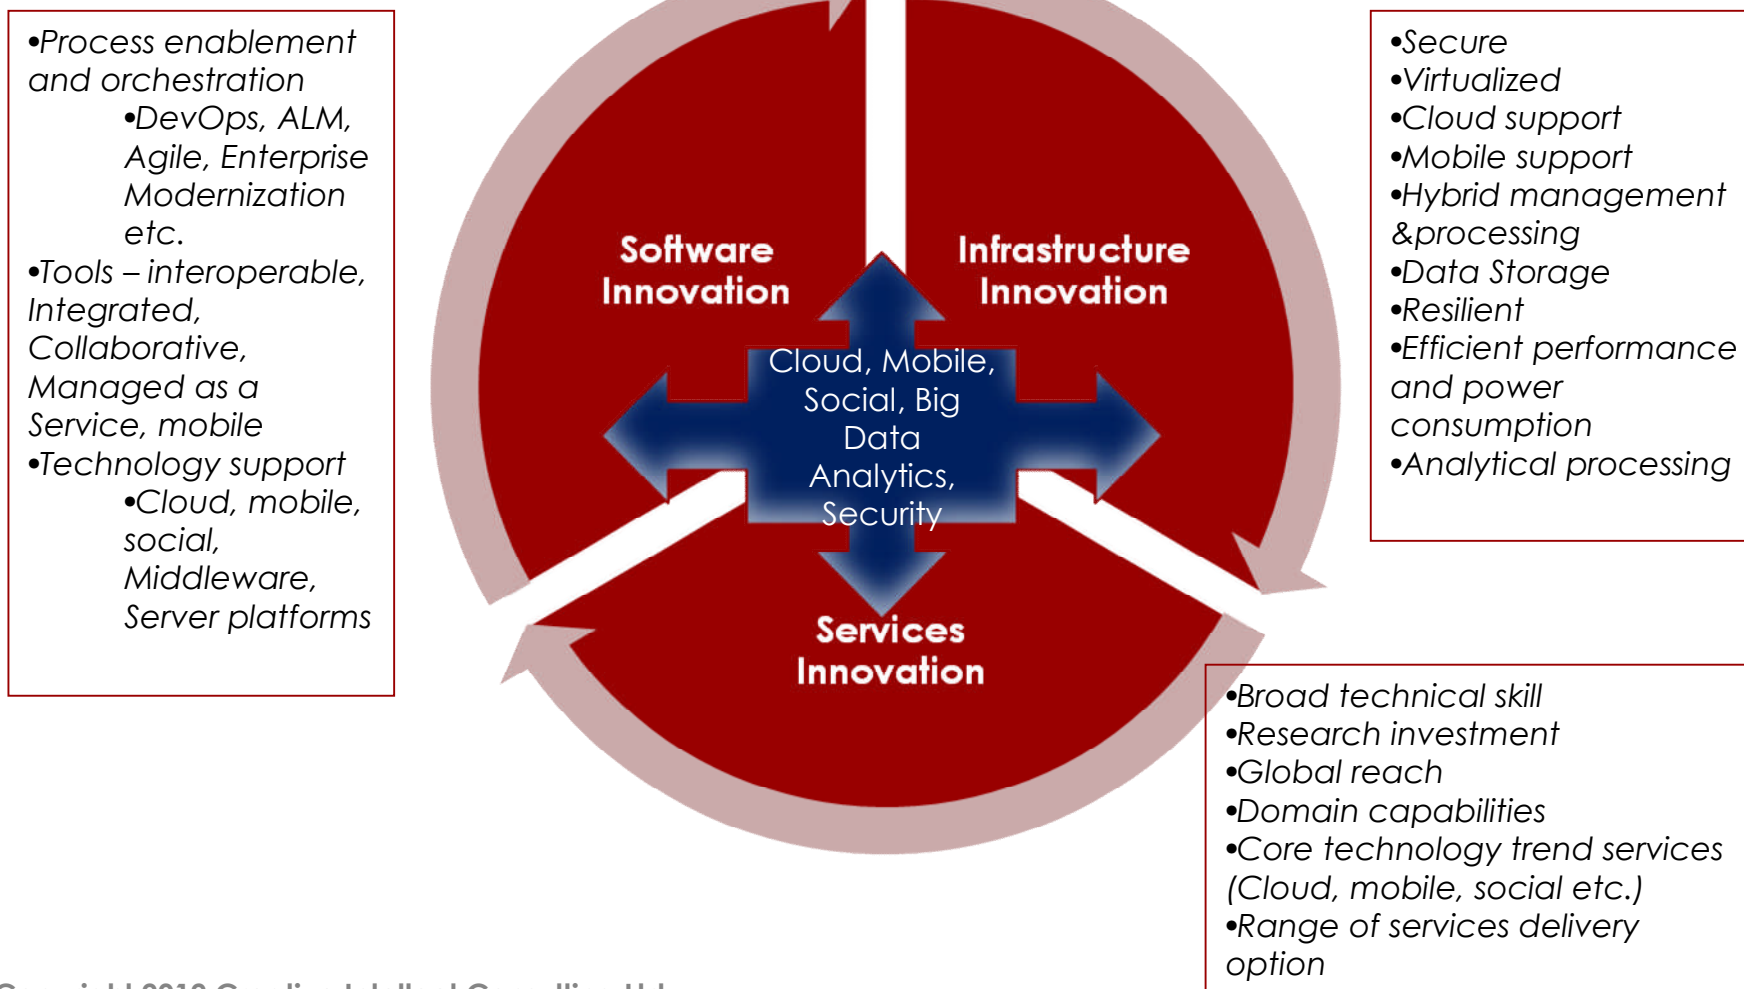 •Process enablement
and orchestration
•DevOps, ALM,
Agile, Enterprise
Modernization
etc.
•Tools – interoperable,
Integrated,
Collaborative,
Managed as a
Service, mobile
•Technology support
•Cloud, mobile,
social,
Middleware,
Server platforms
Software
Innovation
Infrastructure
Innovation
Cloud, Mobile,
Social, Big
Data
Analytics,
Security
Services
Innovation
•Secure
•Virtualized
•Cloud support
•Mobile support
•Hybrid management
&processing
•Data Storage
•Resilient
•Efficient performance
and power
consumption
•Analytical processing
•Broad technical skill
•Research investment
•Global reach
•Domain capabilities
•Core technology trend services
(Cloud, mobile, social etc.)
•Range of services delivery
option